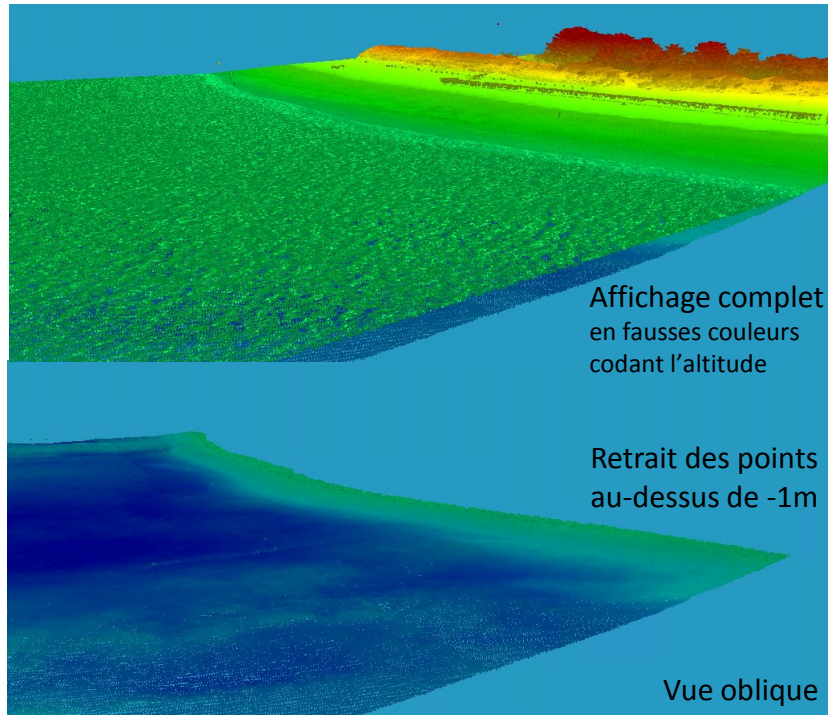 Affichage complet
en fausses couleurs
codant l’altitude
Retrait des points
au-dessus de -1m
Vue oblique